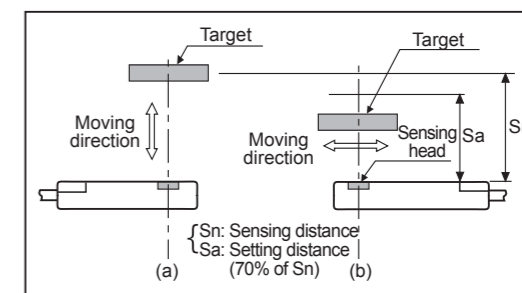 Target
Target
Moving
direction
Moving
direction
Sensing
head
Sa
S
Sn: Sensing distance
Sa: Setting distance
(70% of Sn)
(a)
(b)